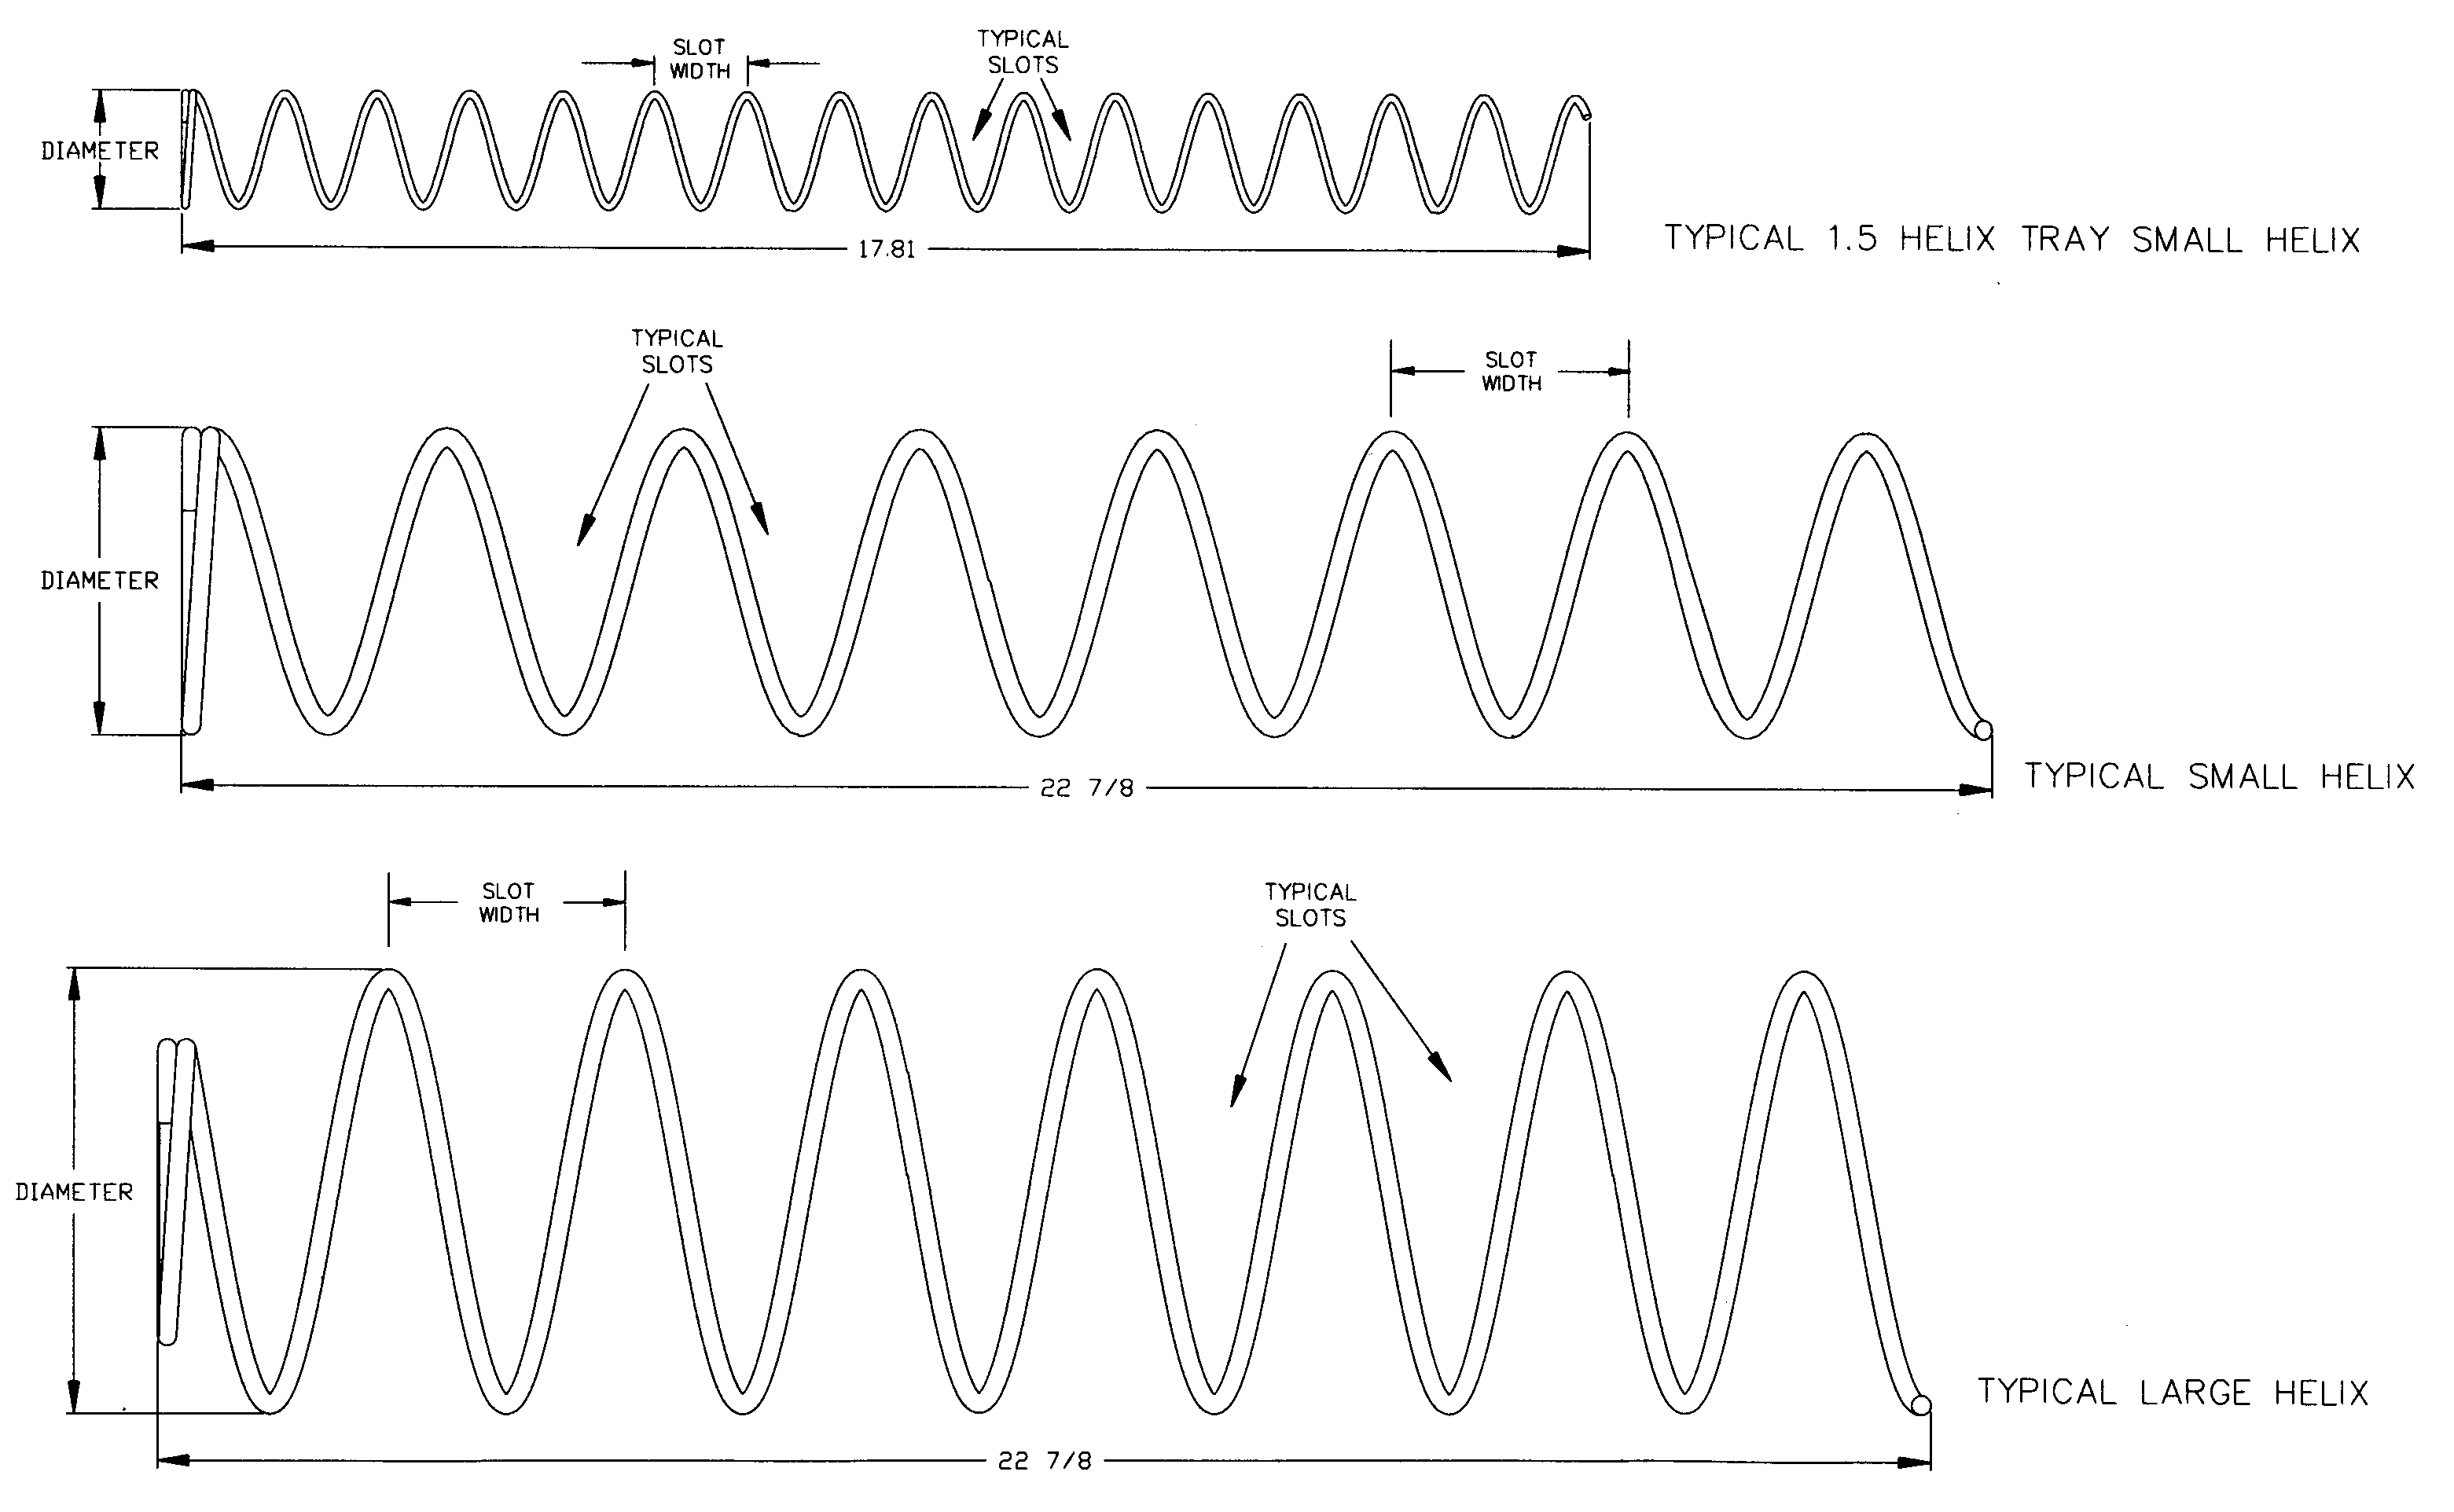 SLOT
WIDTH
TYPICAL
SLOTS
DIAMETER
17.81
TYPICAL 1.5 HELIX TRAY SMALL HELIX
TYPICAL
SLOTS
SLOT
WIDTH
DIAMETER
22 7/8
TYPICAL SMALL HELIX
SLOT
WIDTH
TYPICAL
SLOTS
DIAMETER
22 7/8
TYPICAL LARGE HELIX